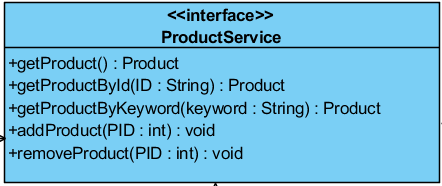 <<interface>>
ProductService
+getProduct() : Product
+getProductById(ID : String) : Product
+getProductByKeyword(keyword : String) : Product
+addProduct(PID : int) : void
+removeProduct(PID : int) : void